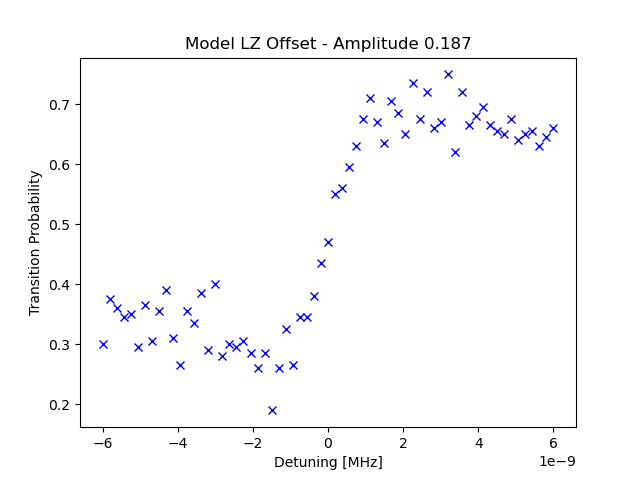 Model LZ Offset - Amplitude 0.187
Transition Probability
0.7
0.6
0.5
0.4
0.3
0.2
−6 −4 −2 0 2 4 6
1e−9
Detuning [MHz]